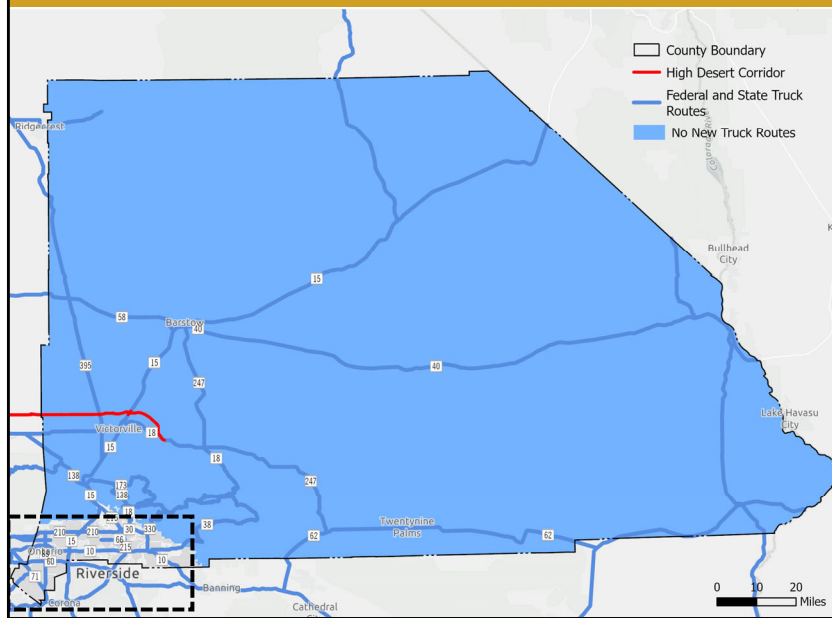 County Boundary
High Desert Corridor
Federal and State Truck
Routes
No New Truck Routes
Ridgecrest
Colorado River
Bullhead
City
15
58
Barstow
40
395
15
40
247
Lake Havasu
City
Victorville
18
15
18
138
247
173
15
138
18
38
Twentynine
Palms
62
62
210
210
30
330
15
66
Ontario
10
215
60
10
71
Riverside
Banning
Corona
Cathedral
0 10 20
Miles